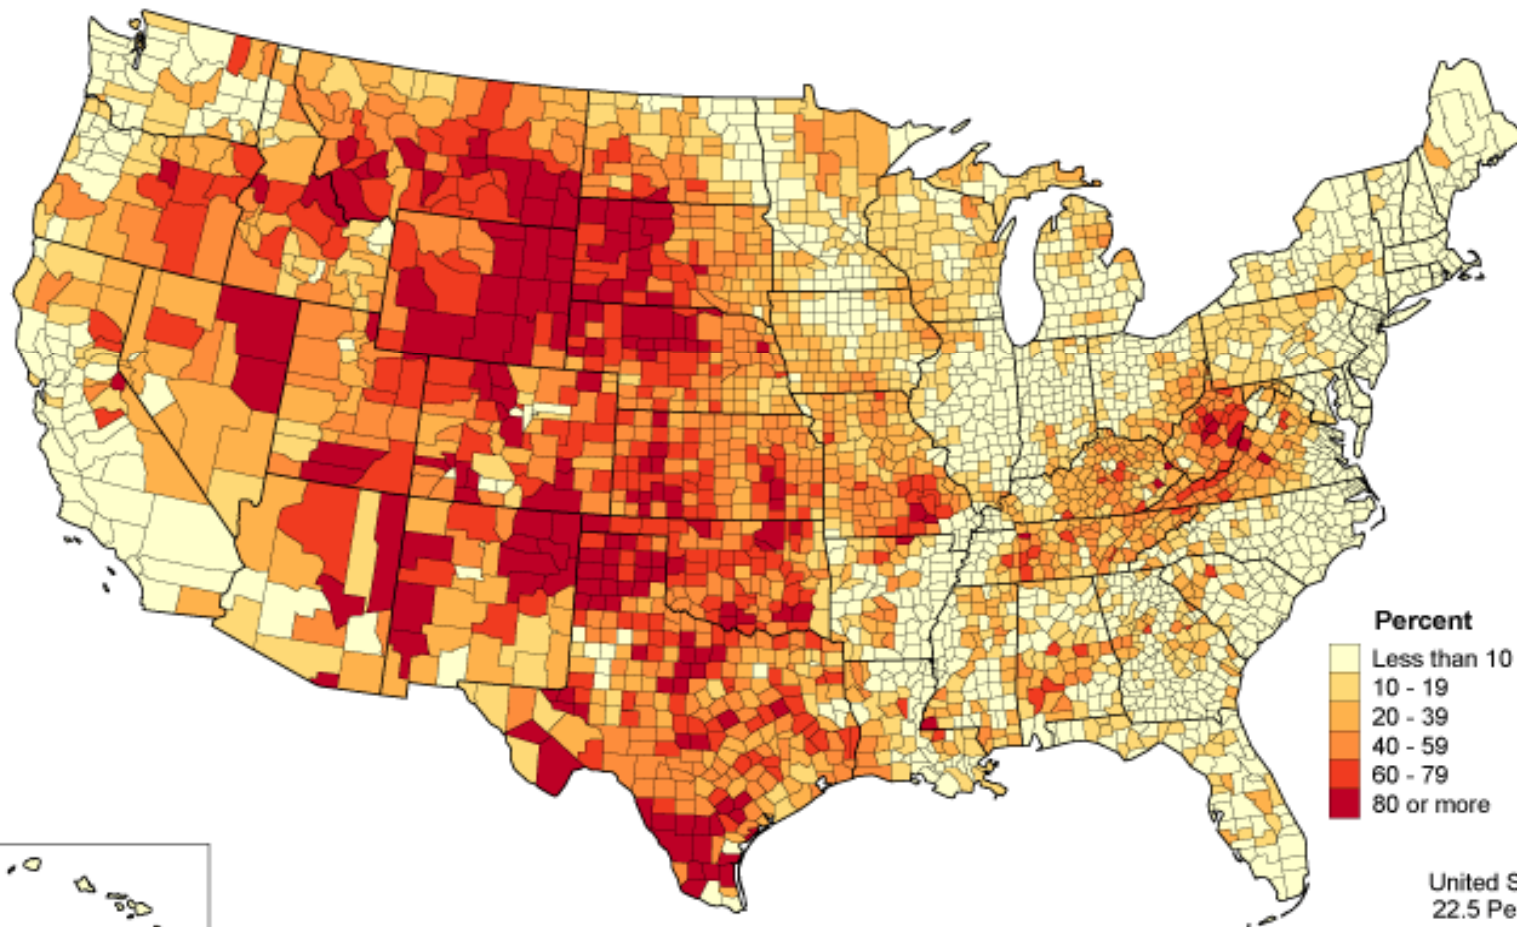 Percent
Less than 10
10 - 19
20 - 39
40 - 59
60 - 79
80 or more
United S
22.5 Pe